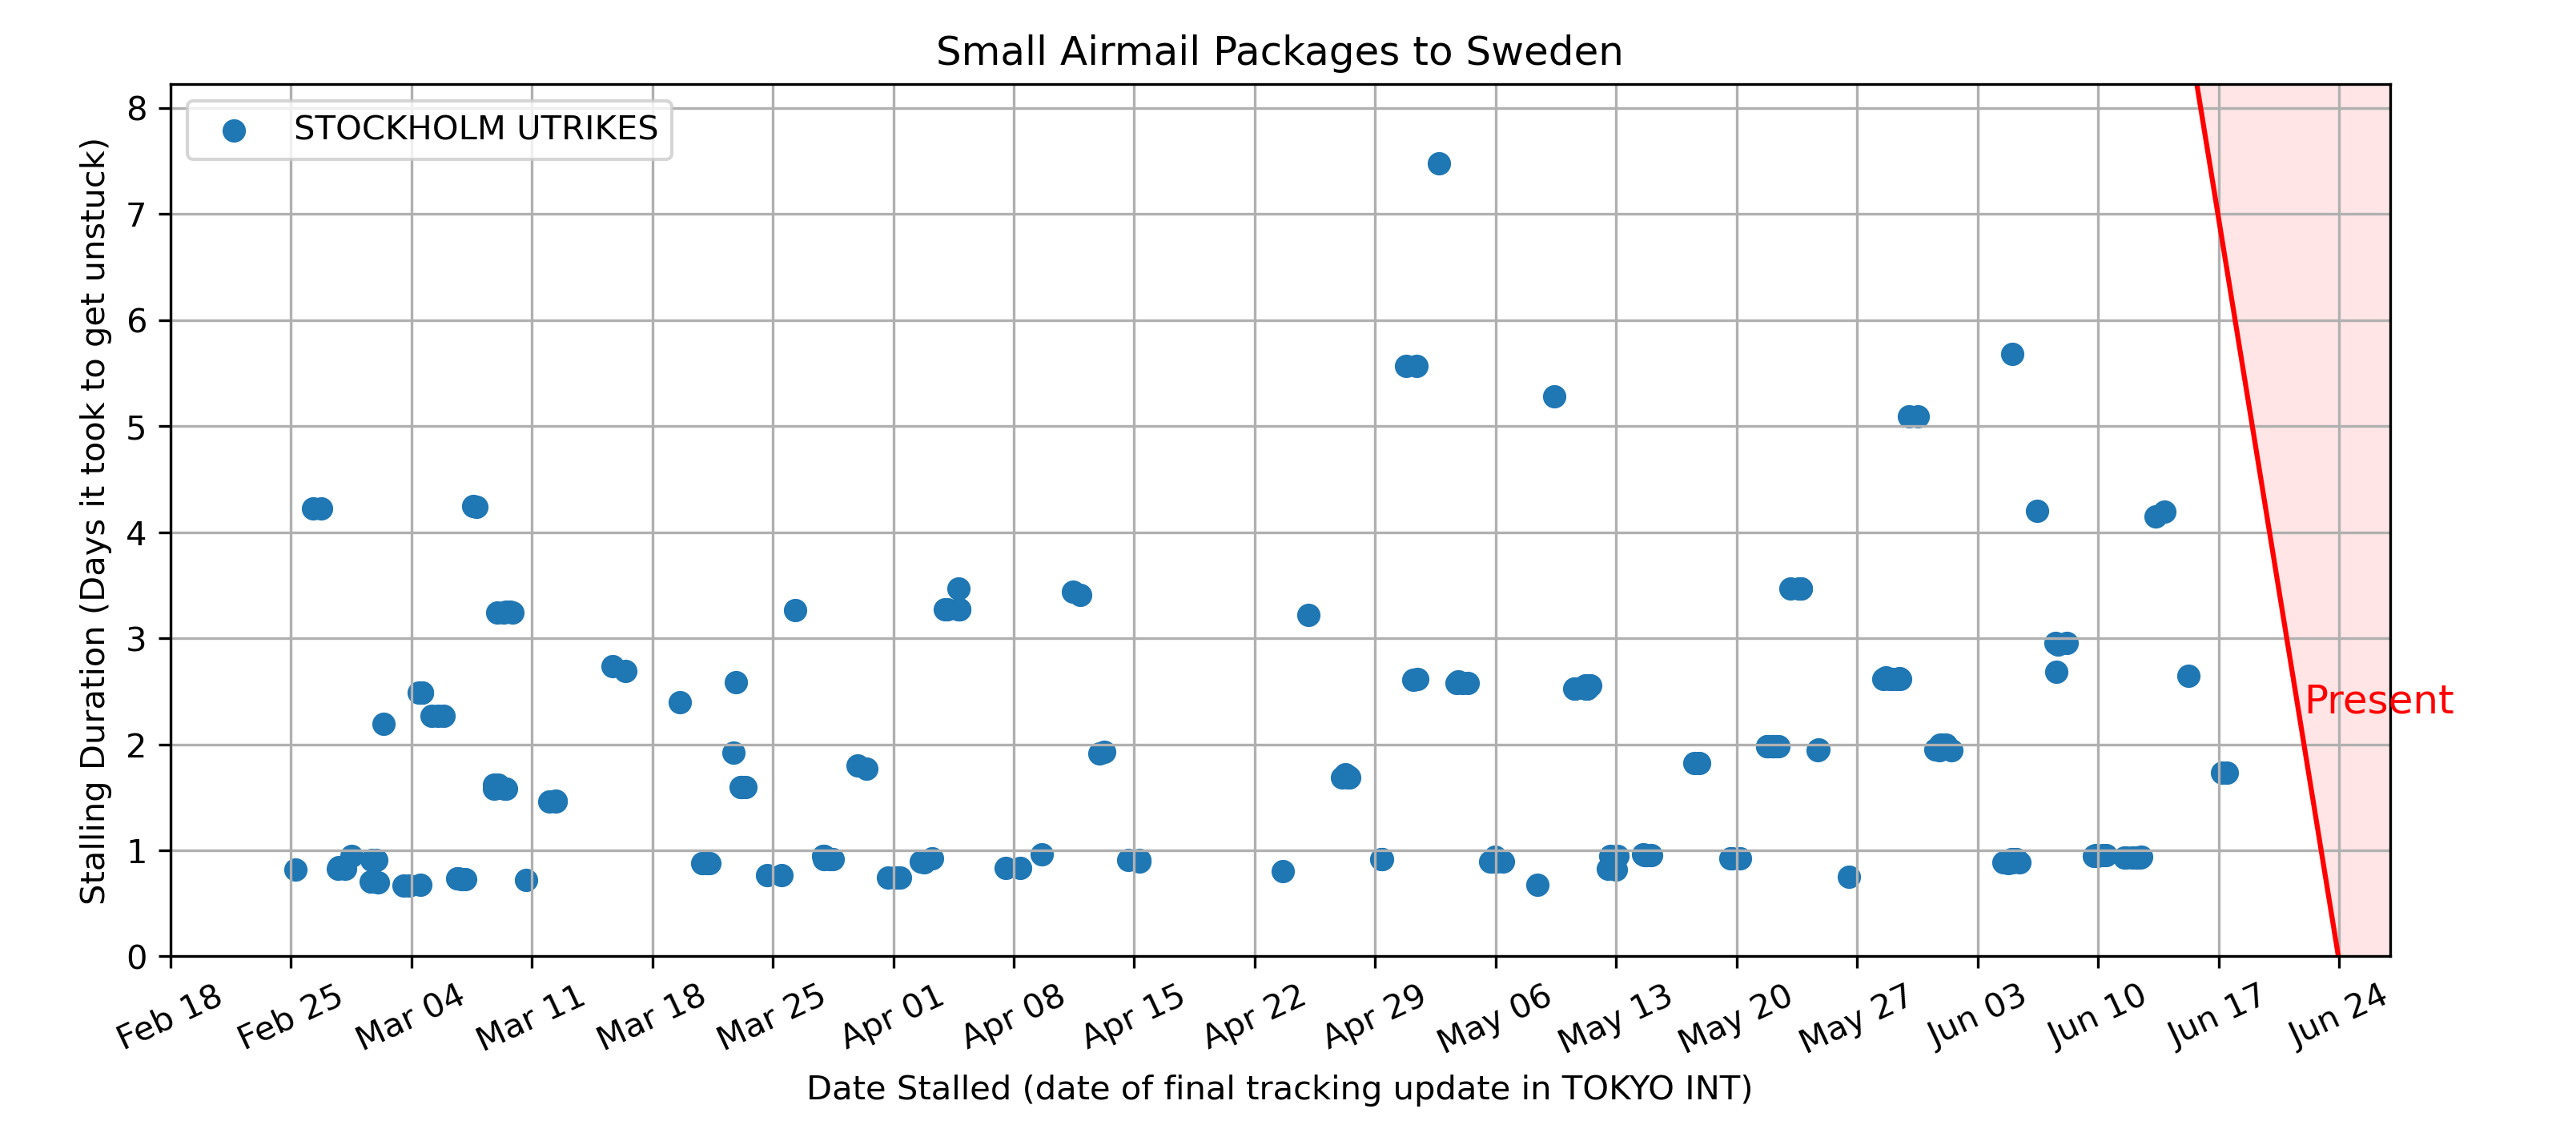 Small Airmail Packages to Sweden
STOCKHOLM UTRIKES
Stalling Duration (Days it took to get unstuck)
8
7
6
5
4
3
2
1
0
Present
Feb 18
Feb 25
Mar 04
Mar 11
Mar 18
Mar 25
Apr 01
Apr 08
Apr 15
Apr 22
Apr 29
May 06
May 13
May 20
May 27
Jun 03
Jun 10
Jun 17
Jun 24
Date Stalled (date of final tracking update in TOKYO INT)